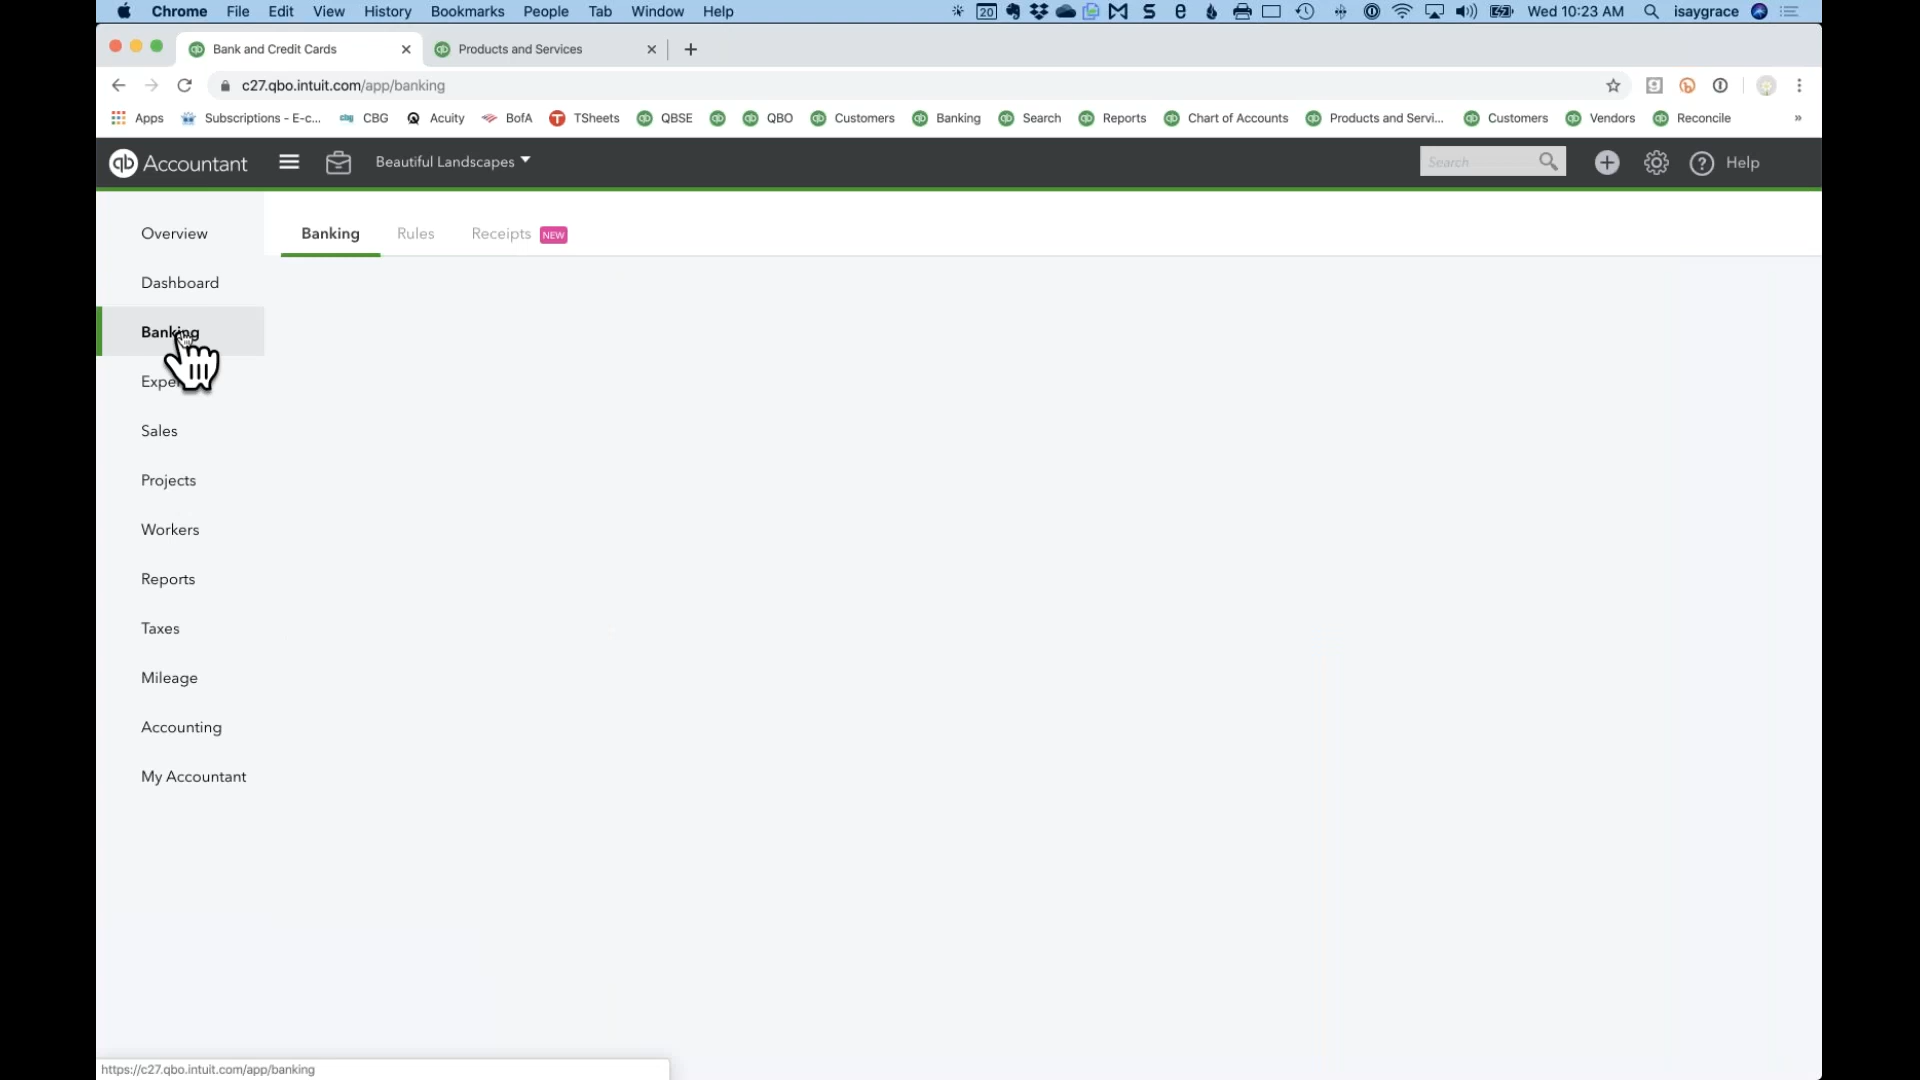 Chrome File Edit View History Bookmarks People Tab Window Help 20 Wed 10:23 AM isaygrace
Bank and Credit Cards Products and Services
c27.qbo.intuit.com/app/banking
Apps Subscriptions - E-c... cbg CBG Acuity BofA TSheets QBSE QBO Customers Banking Search Reports Chart of Accounts Products and Servi... Customers Vendors Reconcile »
qb Accountant Beautiful Landscapes Search Help
Overview
Banking Rules Receipts NEW
Dashboard
Banking
Sales
Projects
Workers
Reports
Taxes
Mileage
Accounting
My Accountant
https://c27.qbo.intuit.com/app/banking